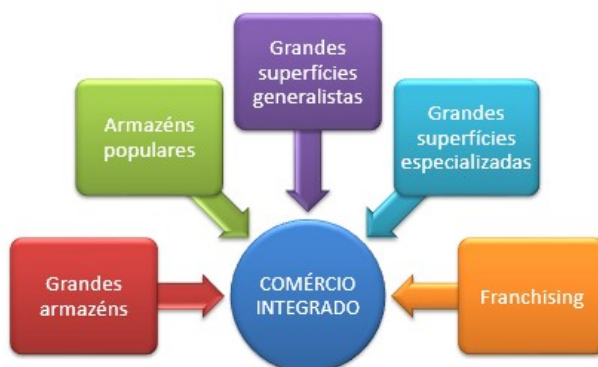 Grandes
superfícies
generalistas
Armazéns
populares
Grandes
superfícies
especializadas
Grandes
armazéns
COMÉRCIO
INTEGRADO
Franchising